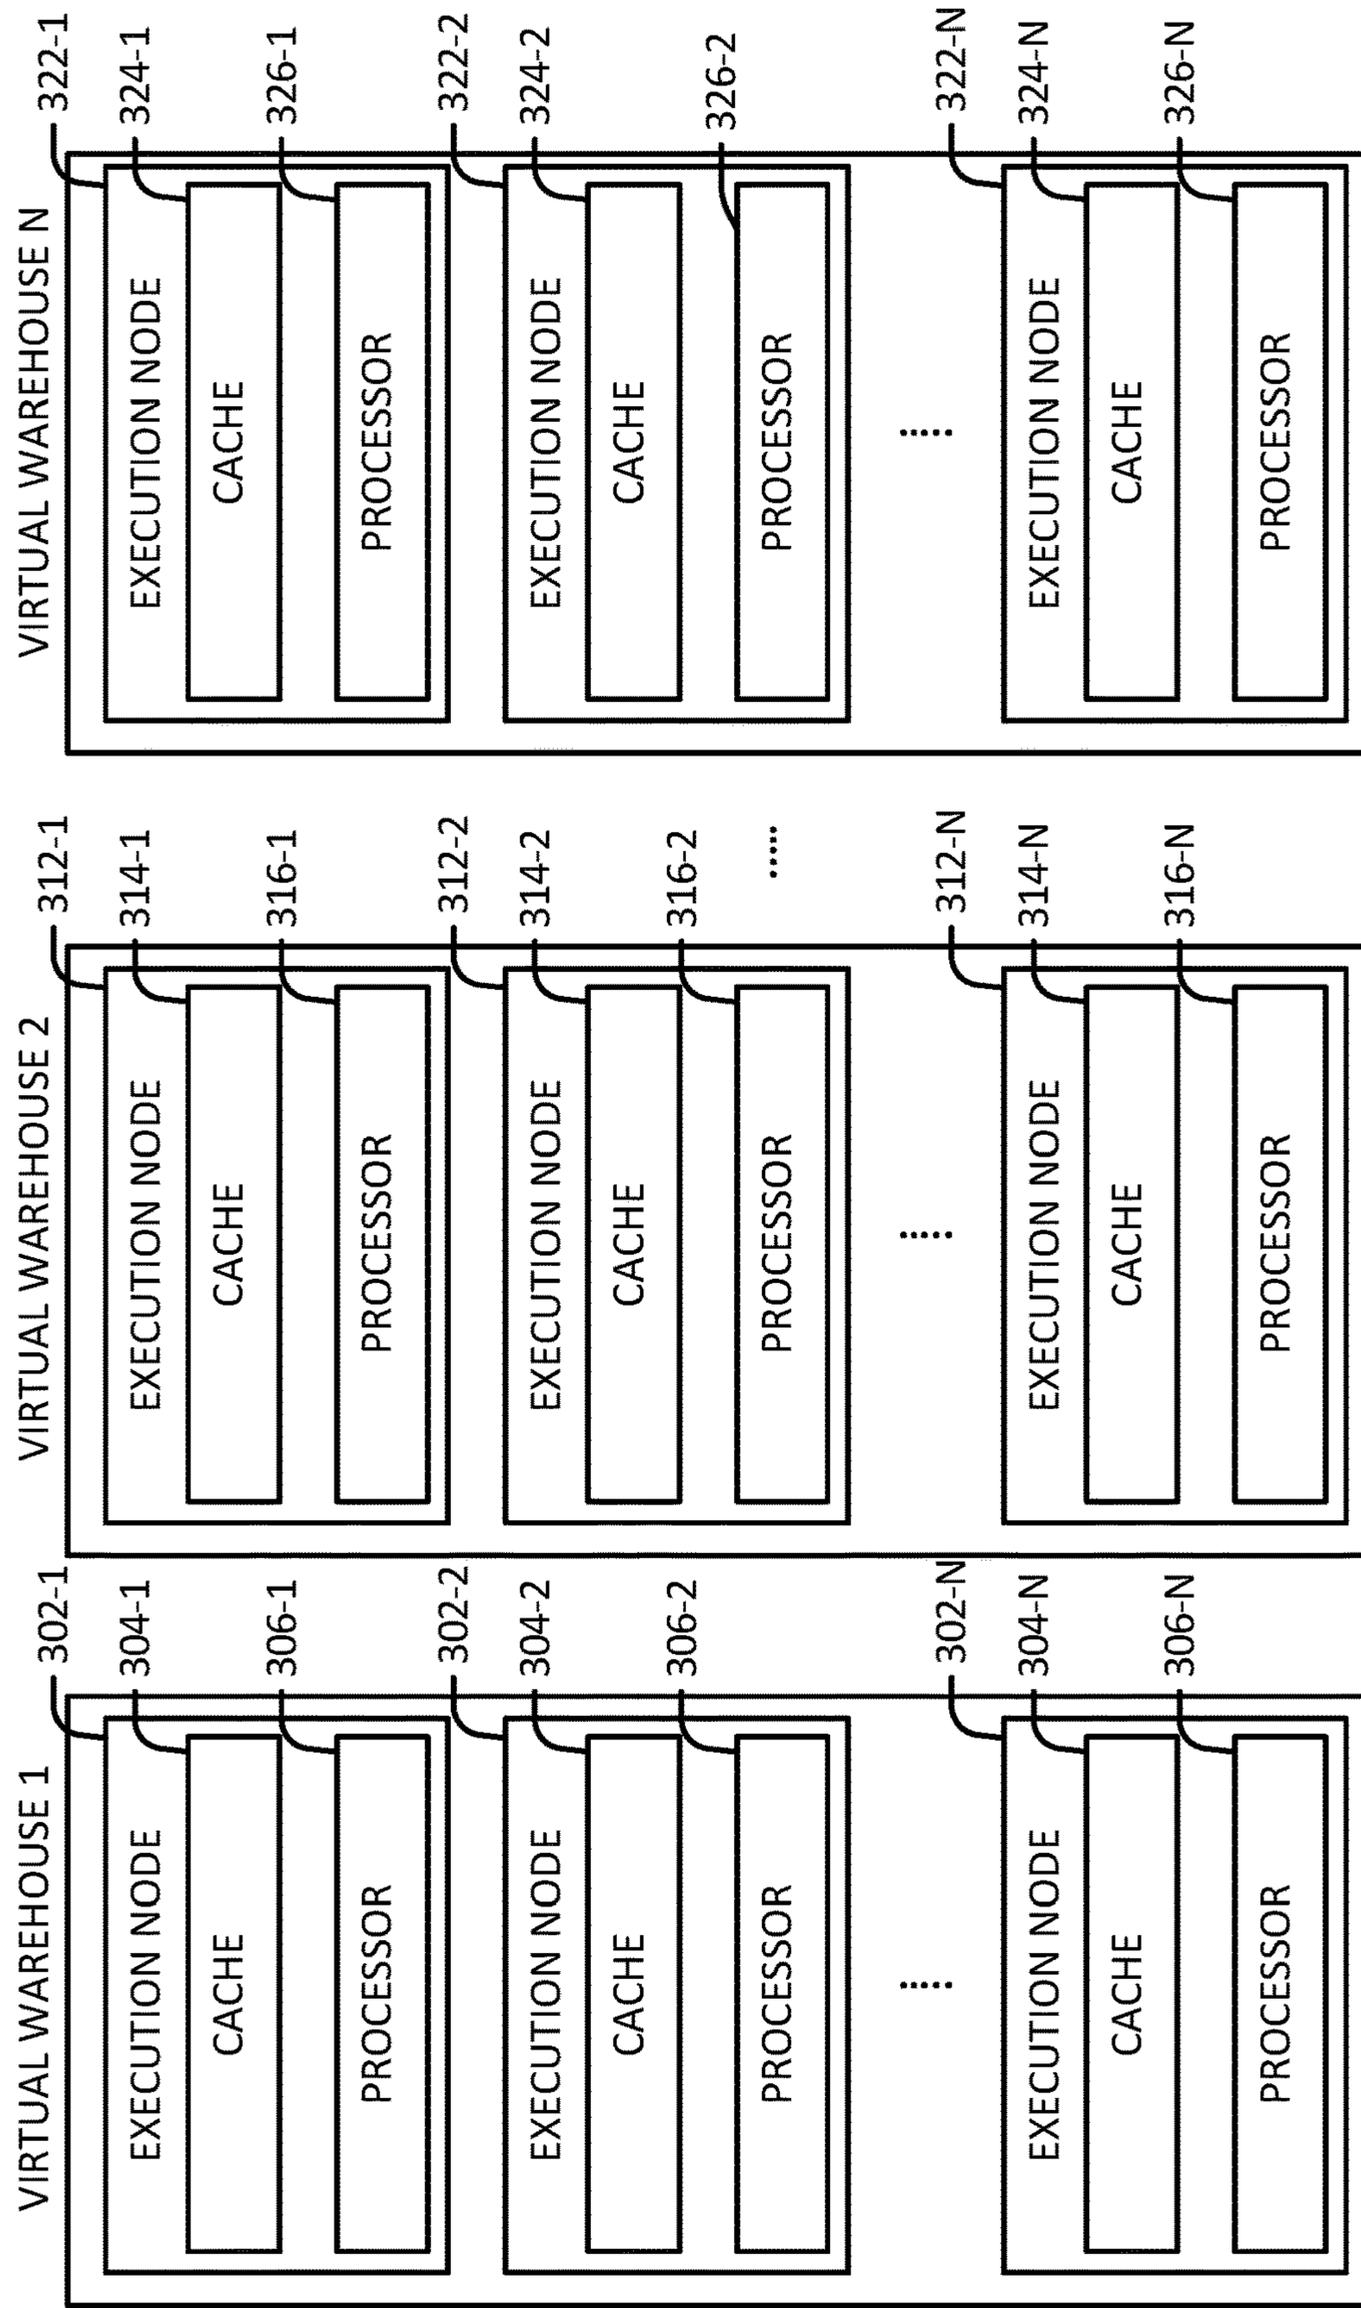 VIRTUAL WAREHOUSE 1
302-1
EXECUTION NODE
304-1
CACHE
306-1
PROCESSOR
302-2
EXECUTION NODE
304-2
CACHE
306-2
PROCESSOR
.....
302-N
EXECUTION NODE
304-N
CACHE
306-N
PROCESSOR
VIRTUAL WAREHOUSE 2
312-1
EXECUTION NODE
314-1
CACHE
316-1
PROCESSOR
312-2
EXECUTION NODE
314-2
CACHE
316-2
PROCESSOR
.....
312-N
EXECUTION NODE
314-N
CACHE
316-N
PROCESSOR
.....
VIRTUAL WAREHOUSE N
322-1
EXECUTION NODE
324-1
CACHE
326-1
PROCESSOR
322-2
EXECUTION NODE
324-2
CACHE
326-2
PROCESSOR
.....
322-N
EXECUTION NODE
324-N
CACHE
326-N
PROCESSOR